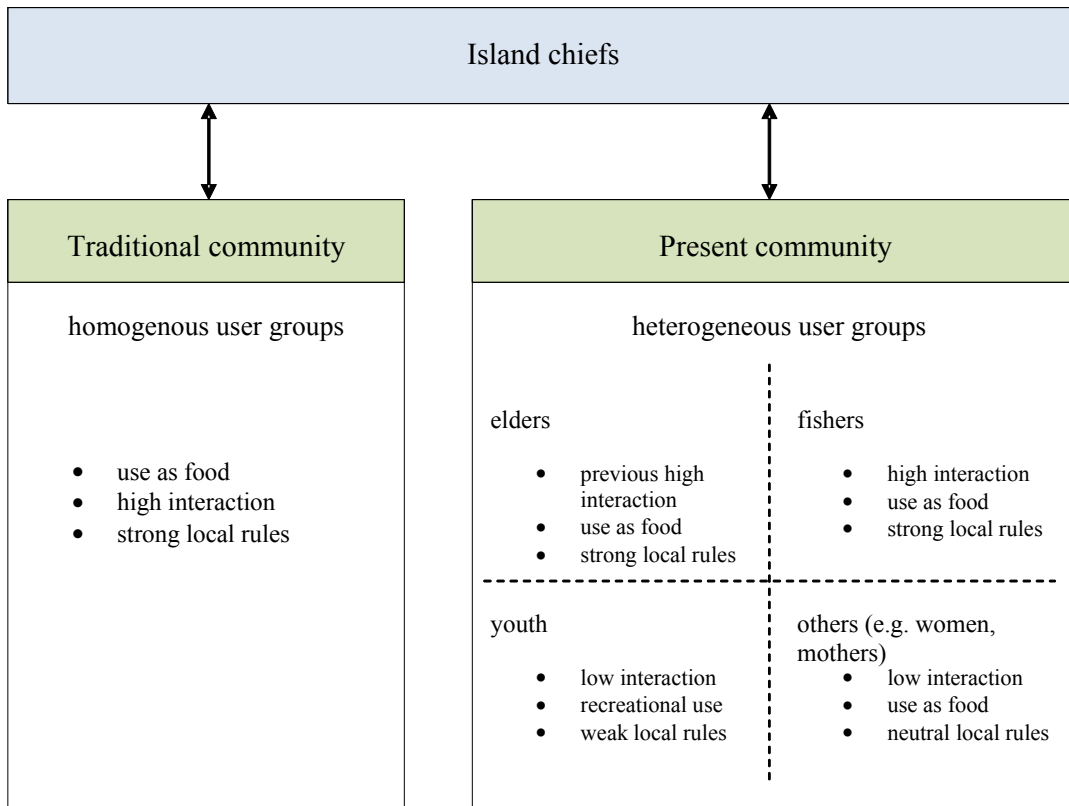 Island chiefs
Traditional community
homogenous user groups
• use as food
• high interaction
• strong local rules
Present community
heterogeneous user groups
elders
• previous high
interaction
• use as food
• strong local rules
fishers
• high interaction
• use as food
• strong local rules
youth
• low interaction
• recreational use
• weak local rules
others (e.g. women,
mothers)
• low interaction
• use as food
• neutral local rules